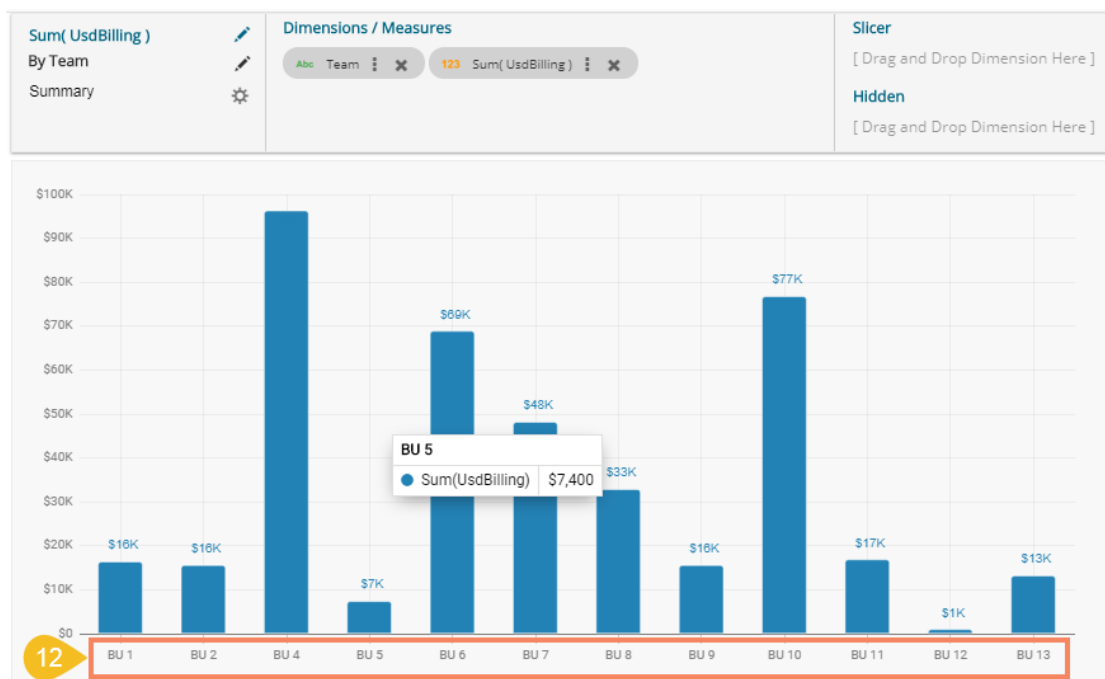 Sum( UsdBilling )
By Team
Summary
Dimensions / Measures
Abc Team 123 Sum( UsdBilling )
Slicer
[ Drag and Drop Dimension Here ]
Hidden
[ Drag and Drop Dimension Here ]
$100K
$90K
$80K
$70K
$60K
$50K
$40K
$30K
$20K
$10K
$0
$16K
$16K
$7K
$69K
$48K
$33K
$16K
$77K
$17K
$1K
$13K
BU 5
Sum(UsdBilling) $7,400
12
BU 1 BU 2 BU 4 BU 5 BU 6 BU 7 BU 8 BU 9 BU 10 BU 11 BU 12 BU 13